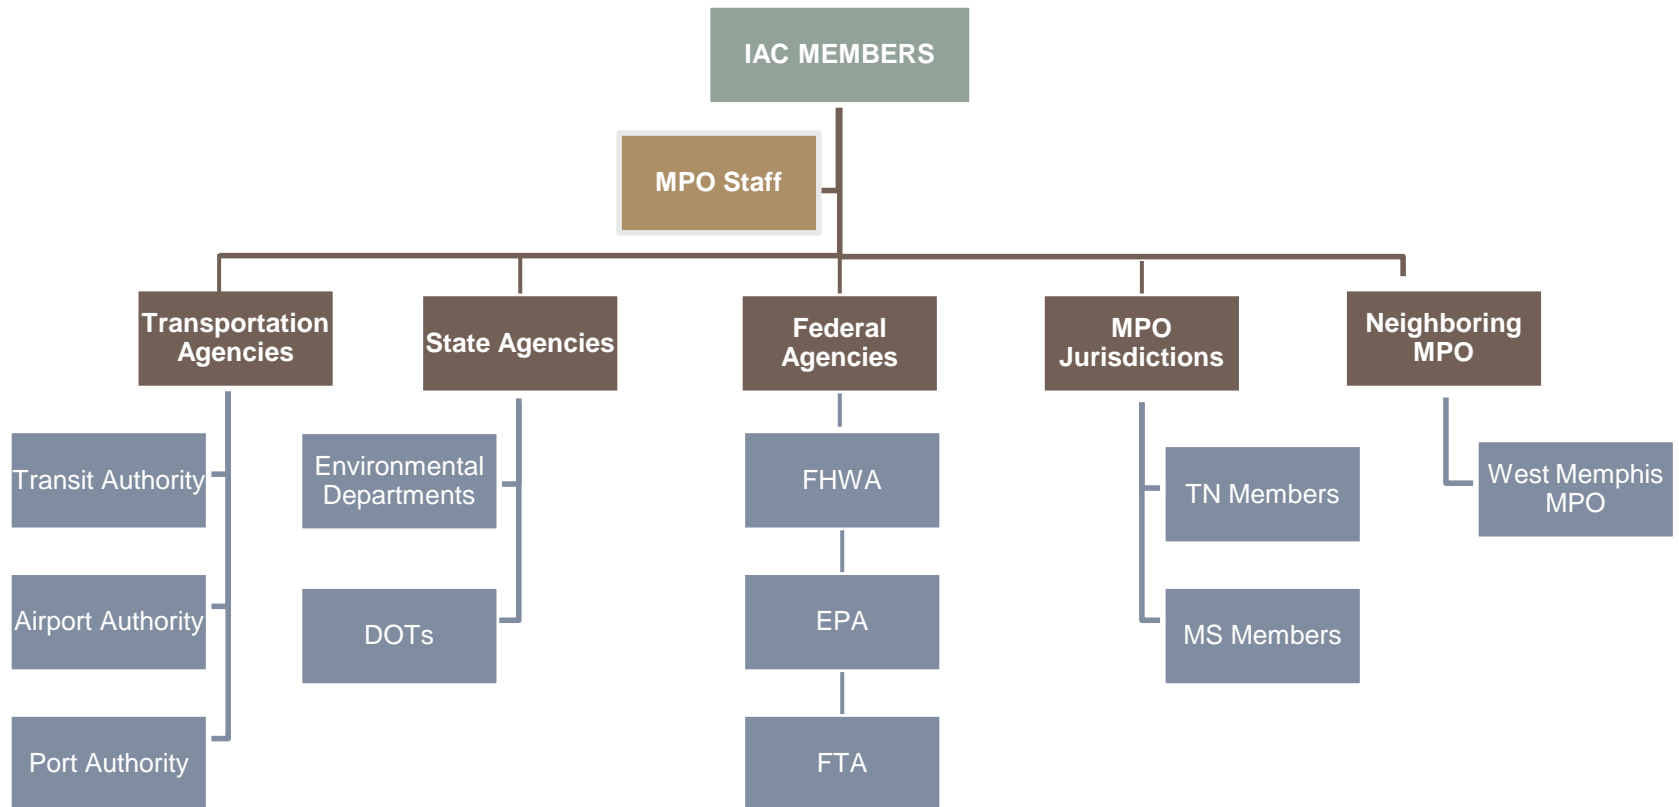 IAC MEMBERS
MPO Staff
Transportation
Agencies
State Agencies
Federal
Agencies
MPO
Jurisdictions
Neighboring
MPO
Transit Authority
Airport Authority
Port Authority
Environmental
Departments
DOTs
FHWA
EPA
FTA
TN Members
MS Members
West Memphis
MPO